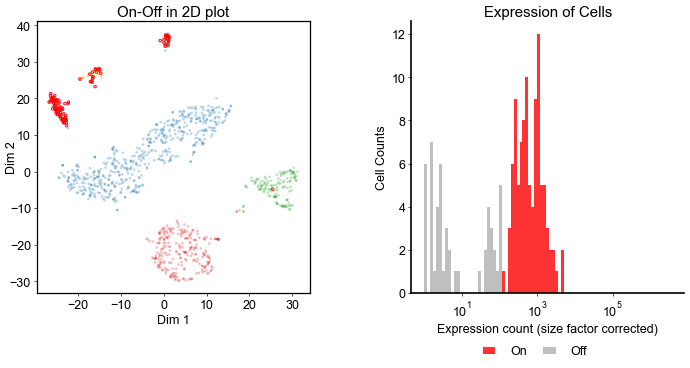 On-Off in 2D plot
40
30
20
10
0
−10
−20
−30
Dim 2
−20 −10 0 10 20 30
Dim 1
Expression of Cells
12
10
8
6
4
2
0
Cell Counts
10^1 10^3 10^5
Expression count (size factor corrected)
On Off